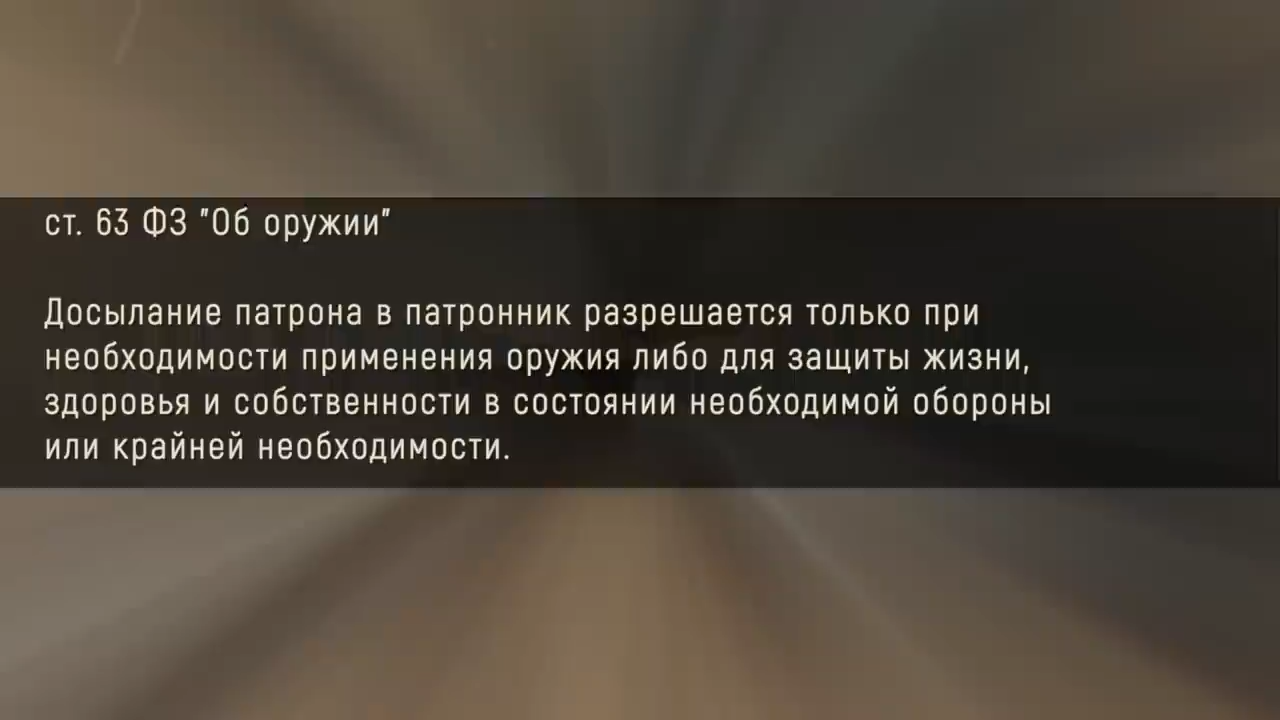 ст. 63 ФЗ "Об оружии"
Досылание патрона в патронник разрешается только при
необходимости применения оружия либо для защиты жизни,
здоровья и собственности в состоянии необходимой обороны
или крайней необходимости.